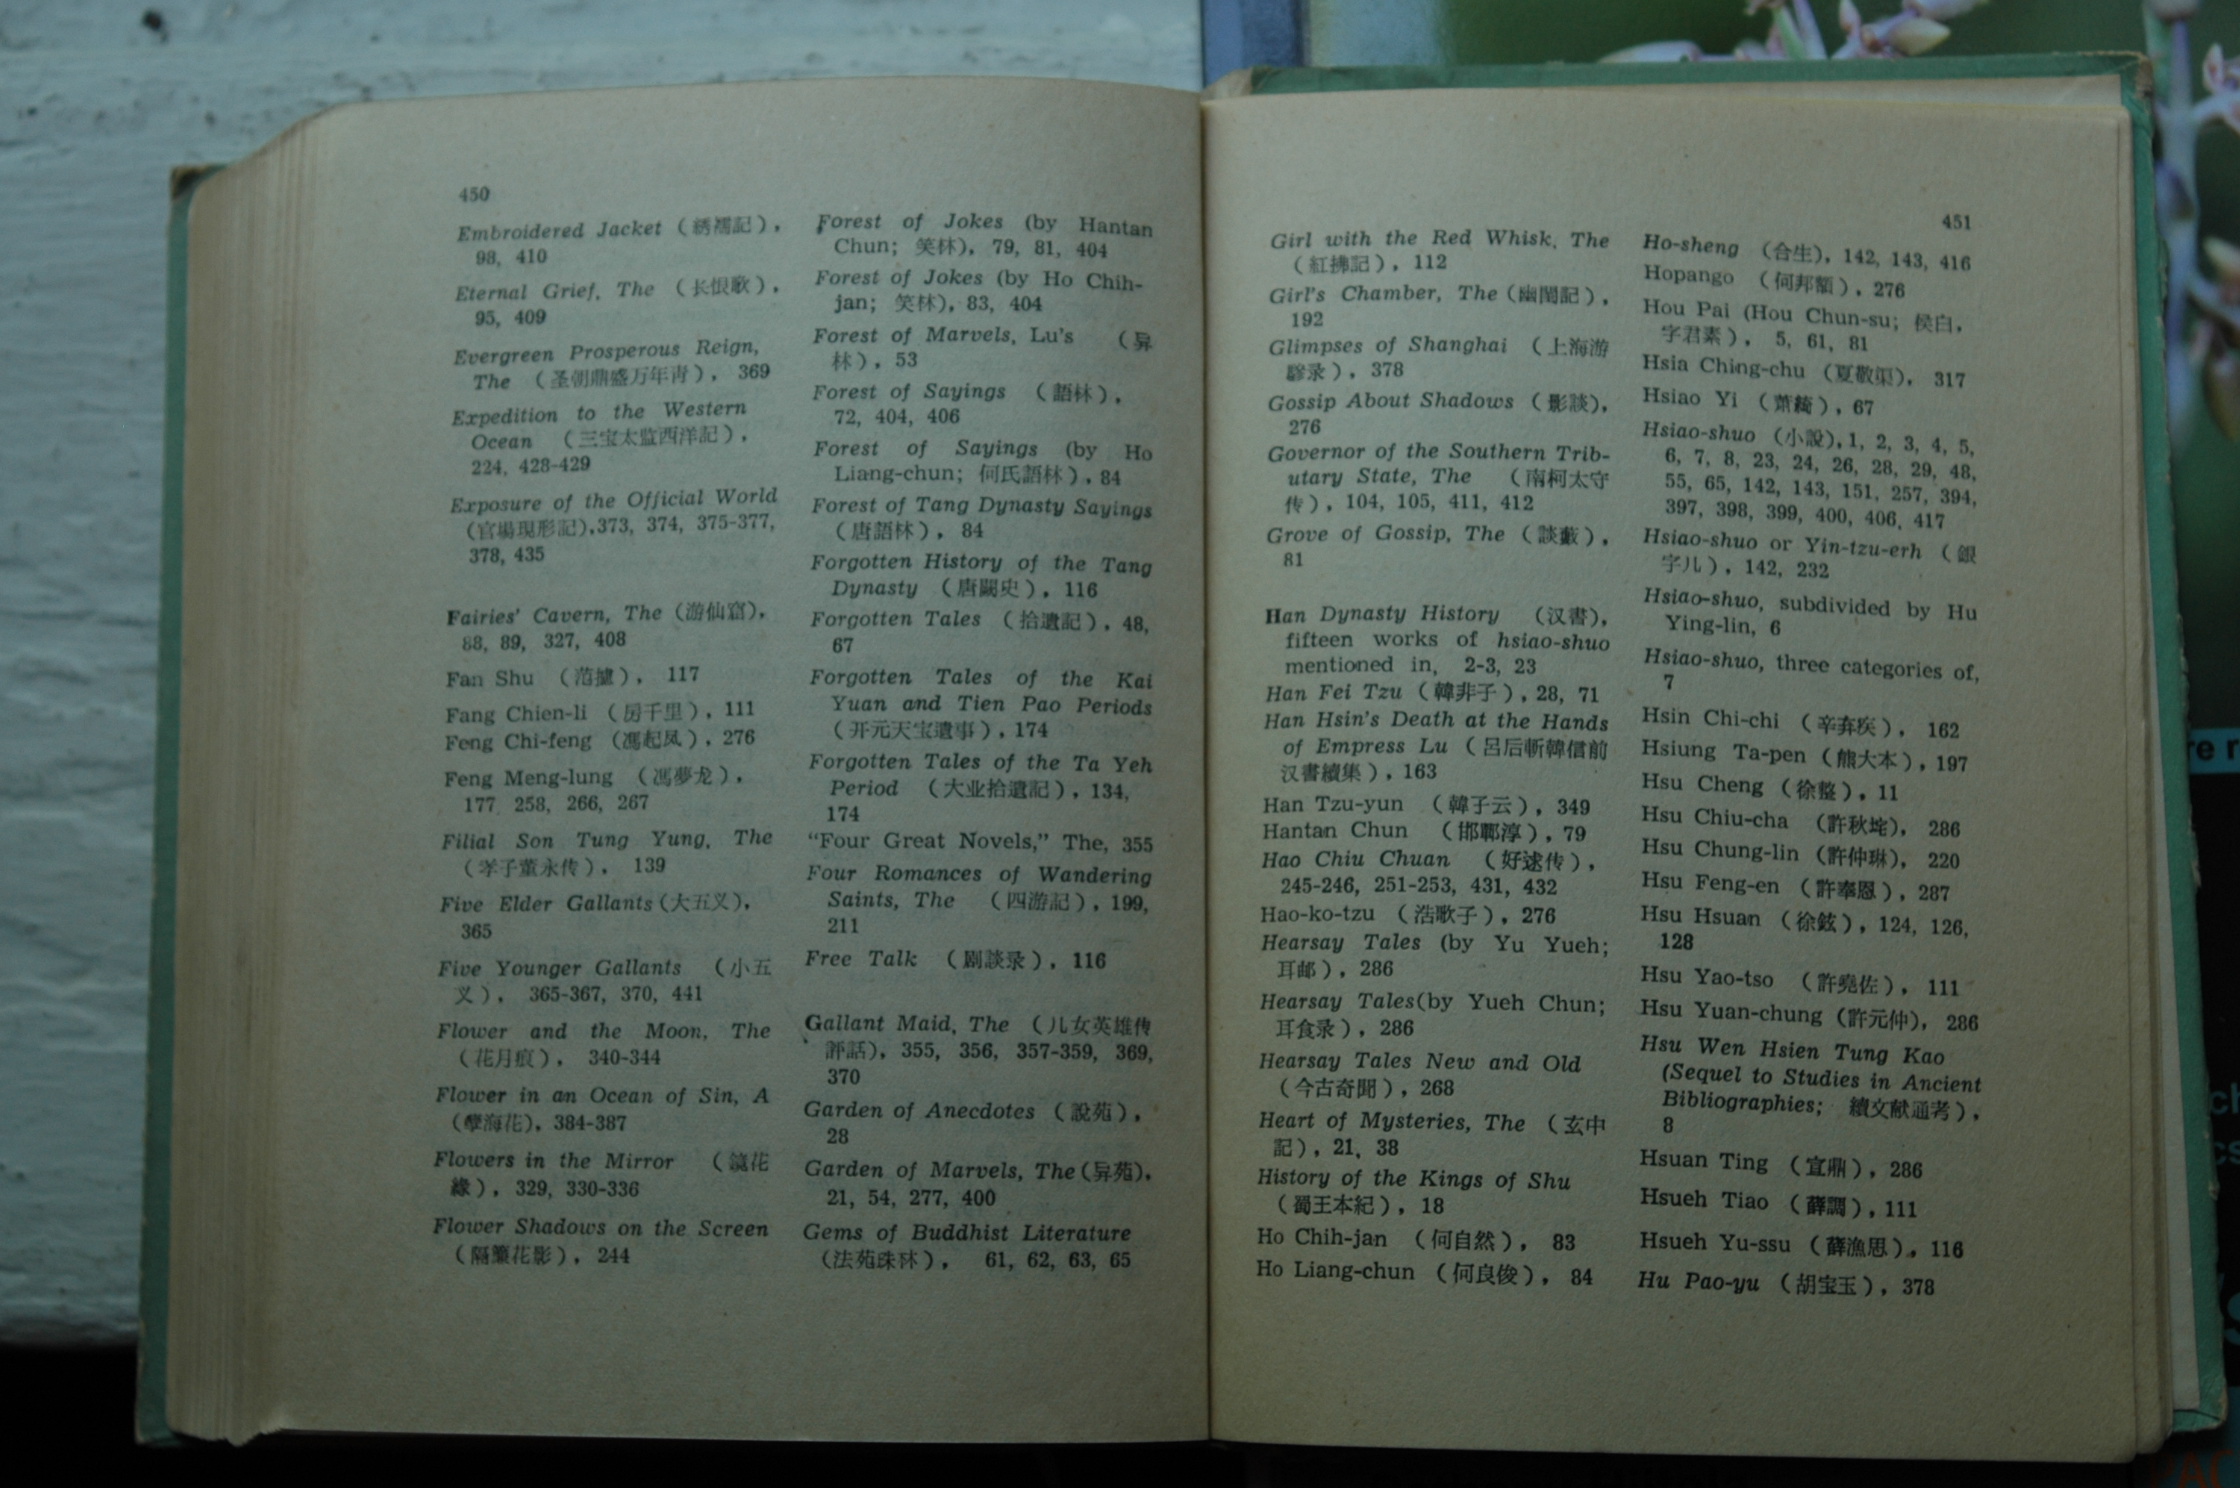 450
Embroidered Jacket (綉襦記),
98, 410
Eternal Grief, The (长恨歌),
95, 409
Evergreen Prosperous Reign,
The (圣朝鼎盛万年青), 369
Expedition to the Western
Ocean (三宝太監西洋記),
224, 428-429
Exposure of the Official World
(官場現形記), 373, 374, 375-377,
378, 435
Fairies' Cavern, The (游仙窟),
88, 89, 327, 408
Fan Shu (范攄), 117
Fang Chien-li (房千里), 111
Feng Chi-feng (馮起凤), 276
Feng Meng-lung (馮夢龙),
177, 258, 266, 267
Filial Son Tung Yung, The
(孝子董永传), 139
Five Elder Gallants (大五义),
365
Five Younger Gallants (小五
义), 365-367, 370, 441
Flower and the Moon, The
(花月痕), 340-344
Flower in an Ocean of Sin, A
(孽海花), 384-387
Flowers in the Mirror (鏡花
緣), 329, 330-336
Flower Shadows on the Screen
(隔簾花影), 244
Forest of Jokes (by Hantan
Chun; 笑林), 79, 81, 404
Forest of Jokes (by Ho Chih-
jan; 笑林), 83, 404
Forest of Marvels, Lu's (异
林), 53
Forest of Sayings (語林),
72, 404, 406
Forest of Sayings (by Ho
Liang-chun; 何氏語林), 84
Forest of Tang Dynasty Sayings
(唐語林), 84
Forgotten History of the Tang
Dynasty (唐闕史), 116
Forgotten Tales (拾遺記), 48,
67
Forgotten Tales of the Kai
Yuan and Tien Pao Periods
(开元天宝遺事), 174
Forgotten Tales of the Ta Yeh
Period (大业拾遺記), 134,
174
"Four Great Novels," The, 355
Four Romances of Wandering
Saints, The (四游記), 199,
211
Free Talk (劇談录), 116
Gallant Maid, The (儿女英雄传
評話), 355, 356, 357-359, 369,
370
Garden of Anecdotes (說苑),
28
Garden of Marvels, The (异苑),
21, 54, 277, 400
Gems of Buddhist Literature
(法苑珠林), 61, 62, 63, 65
451
Girl with the Red Whisk, The
(紅拂記), 112
Girl's Chamber, The (幽閨記),
192
Glimpses of Shanghai (上海游
驂录), 378
Gossip About Shadows (影談),
276
Governor of the Southern Trib-
utary State, The (南柯太守
传), 104, 105, 411, 412
Grove of Gossip, The (談藪),
81
Han Dynasty History (汉書),
fifteen works of hsiao-shuo
mentioned in, 2-3, 23
Han Fei Tzu (韓非子), 28, 71
Han Hsin's Death at the Hands
of Empress Lu (呂后斬韓信前
汉書續集), 163
Han Tzu-yun (韓子云), 349
Hantan Chun (邯鄲淳), 79
Hao Chiu Chuan (好逑传),
245-246, 251-253, 431, 432
Hao-ko-tzu (浩歌子), 276
Hearsay Tales (by Yu Yueh;
耳邮), 286
Hearsay Tales (by Yueh Chun;
耳食录), 286
Hearsay Tales New and Old
(今古奇聞), 268
Heart of Mysteries, The (玄中
記), 21, 38
History of the Kings of Shu
(蜀王本紀), 18
Ho Chih-jan (何自然), 83
Ho Liang-chun (何良俊), 84
Ho-sheng (合生), 142, 143, 416
Hopango (何邦額), 276
Hou Pai (Hou Chun-su; 侯白,
字君素), 5, 61, 81
Hsia Ching-chu (夏敬渠), 317
Hsiao Yi (萧綺), 67
Hsiao-shuo (小說), 1, 2, 3, 4, 5,
6, 7, 8, 23, 24, 26, 28, 29, 48,
55, 65, 142, 143, 151, 257, 394,
397, 398, 399, 400, 406, 417
Hsiao-shuo or Yin-tzu-erh (銀
字儿), 142, 232
Hsiao-shuo, subdivided by Hu
Ying-lin, 6
Hsiao-shuo, three categories of,
7
Hsin Chi-chi (辛弃疾), 162
Hsiung Ta-pen (熊大本), 197
Hsu Cheng (徐整), 11
Hsu Chiu-cha (許秋垞), 286
Hsu Chung-lin (許仲琳), 220
Hsu Feng-en (許奉恩), 287
Hsu Hsuan (徐鉉), 124, 126,
128
Hsu Yao-tso (許堯佐), 111
Hsu Yuan-chung (許元仲), 286
Hsu Wen Hsien Tung Kao
(Sequel to Studies in Ancient
Bibliographies; 續文献通考),
8
Hsuan Ting (宣鼎), 286
Hsueh Tiao (薛調), 111
Hsueh Yu-ssu (薛漁思), 116
Hu Pao-yu (胡宝玉), 378